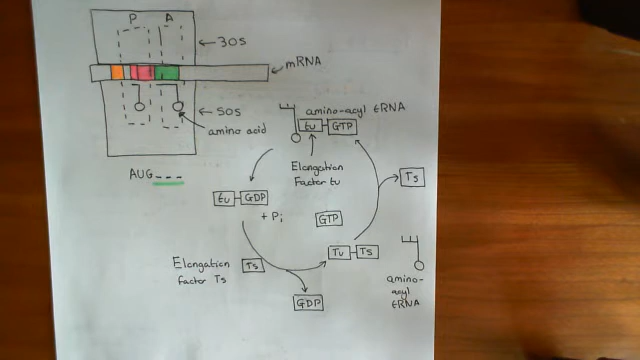 P A
30S
mRNA
50S
amino acid
AUG _ _ _
amino-acyl tRNA
tu GTP
Elongation
Factor tu
tu GDP
+ Pi
GTP
Ts
Tu Ts
Elongation
factor Ts
Ts
GDP
amino-
acyl
tRNA